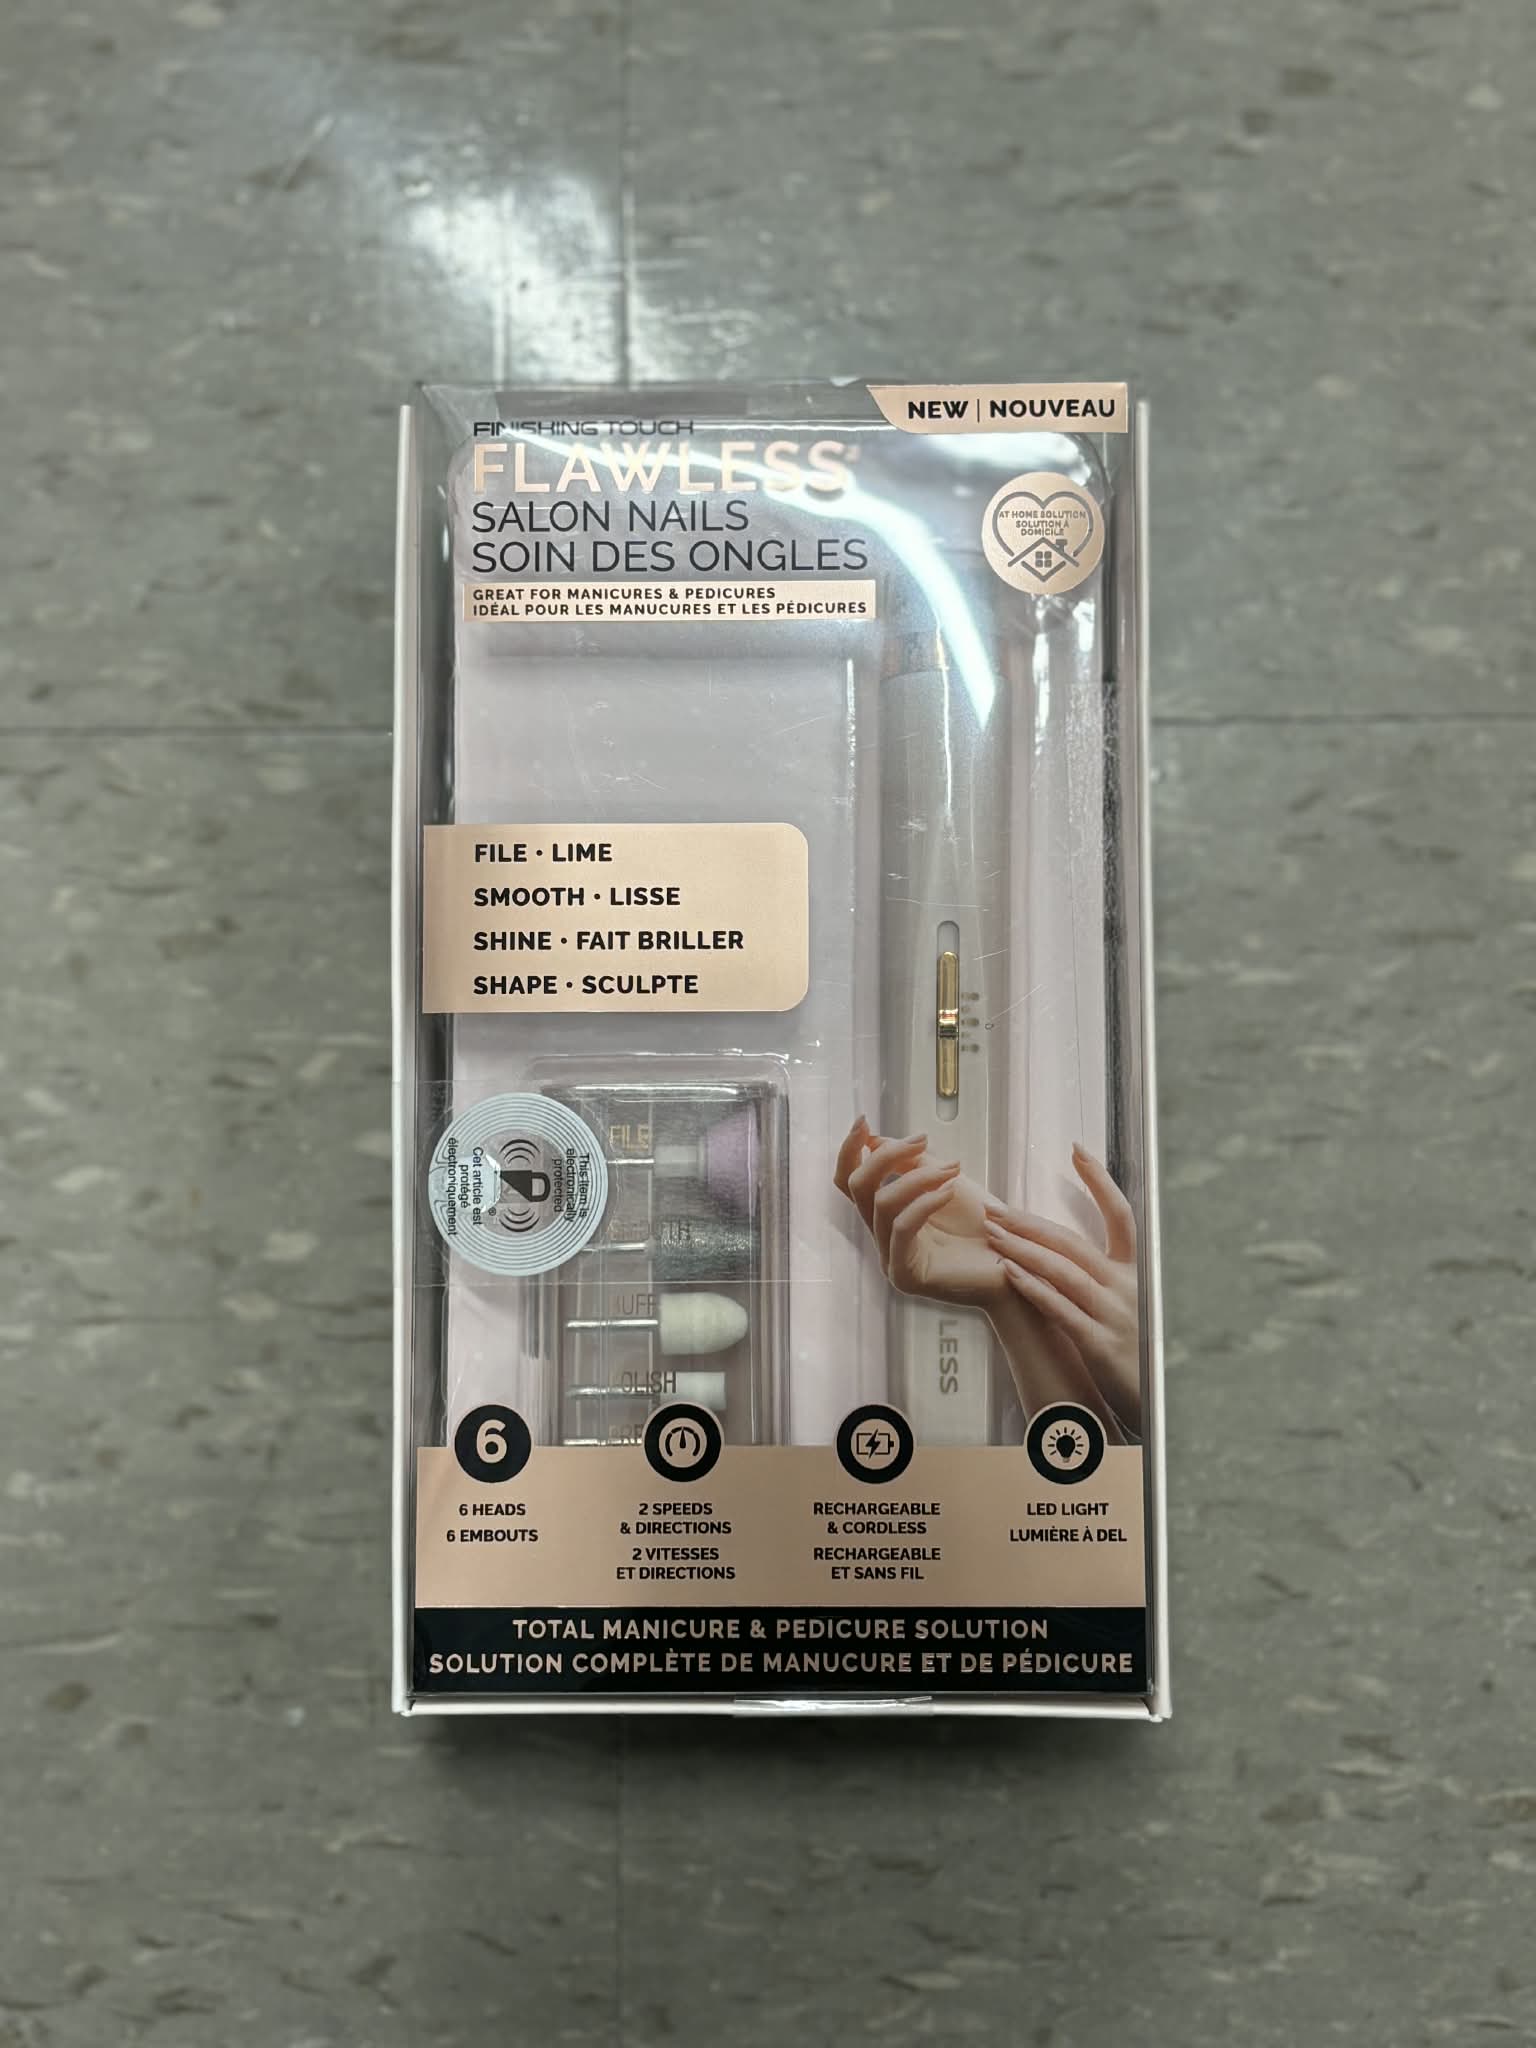 NEW | NOUVEAU
FINISHING TOUCH
FLAWLESS
SALON NAILS
SOIN DES ONGLES
GREAT FOR MANICURES & PEDICURES
IDÉAL POUR LES MANUCURES ET LES PÉDICURES
AT HOME SOLUTION
SOLUTION À
DOMICILE
FILE • LIME
SMOOTH • LISSE
SHINE • FAIT BRILLER
SHAPE • SCULPTE
This item is
electronically
protected
Cet article est
protégé
électroniquement
FILE
LESS
6
6 HEADS
6 EMBOUTS
2 SPEEDS
& DIRECTIONS
2 VITESSES
ET DIRECTIONS
RECHARGEABLE
& CORDLESS
RECHARGEABLE
ET SANS FIL
LED LIGHT
LUMIÈRE À DEL
TOTAL MANICURE & PEDICURE SOLUTION
SOLUTION COMPLÈTE DE MANUCURE ET DE PÉDICURE